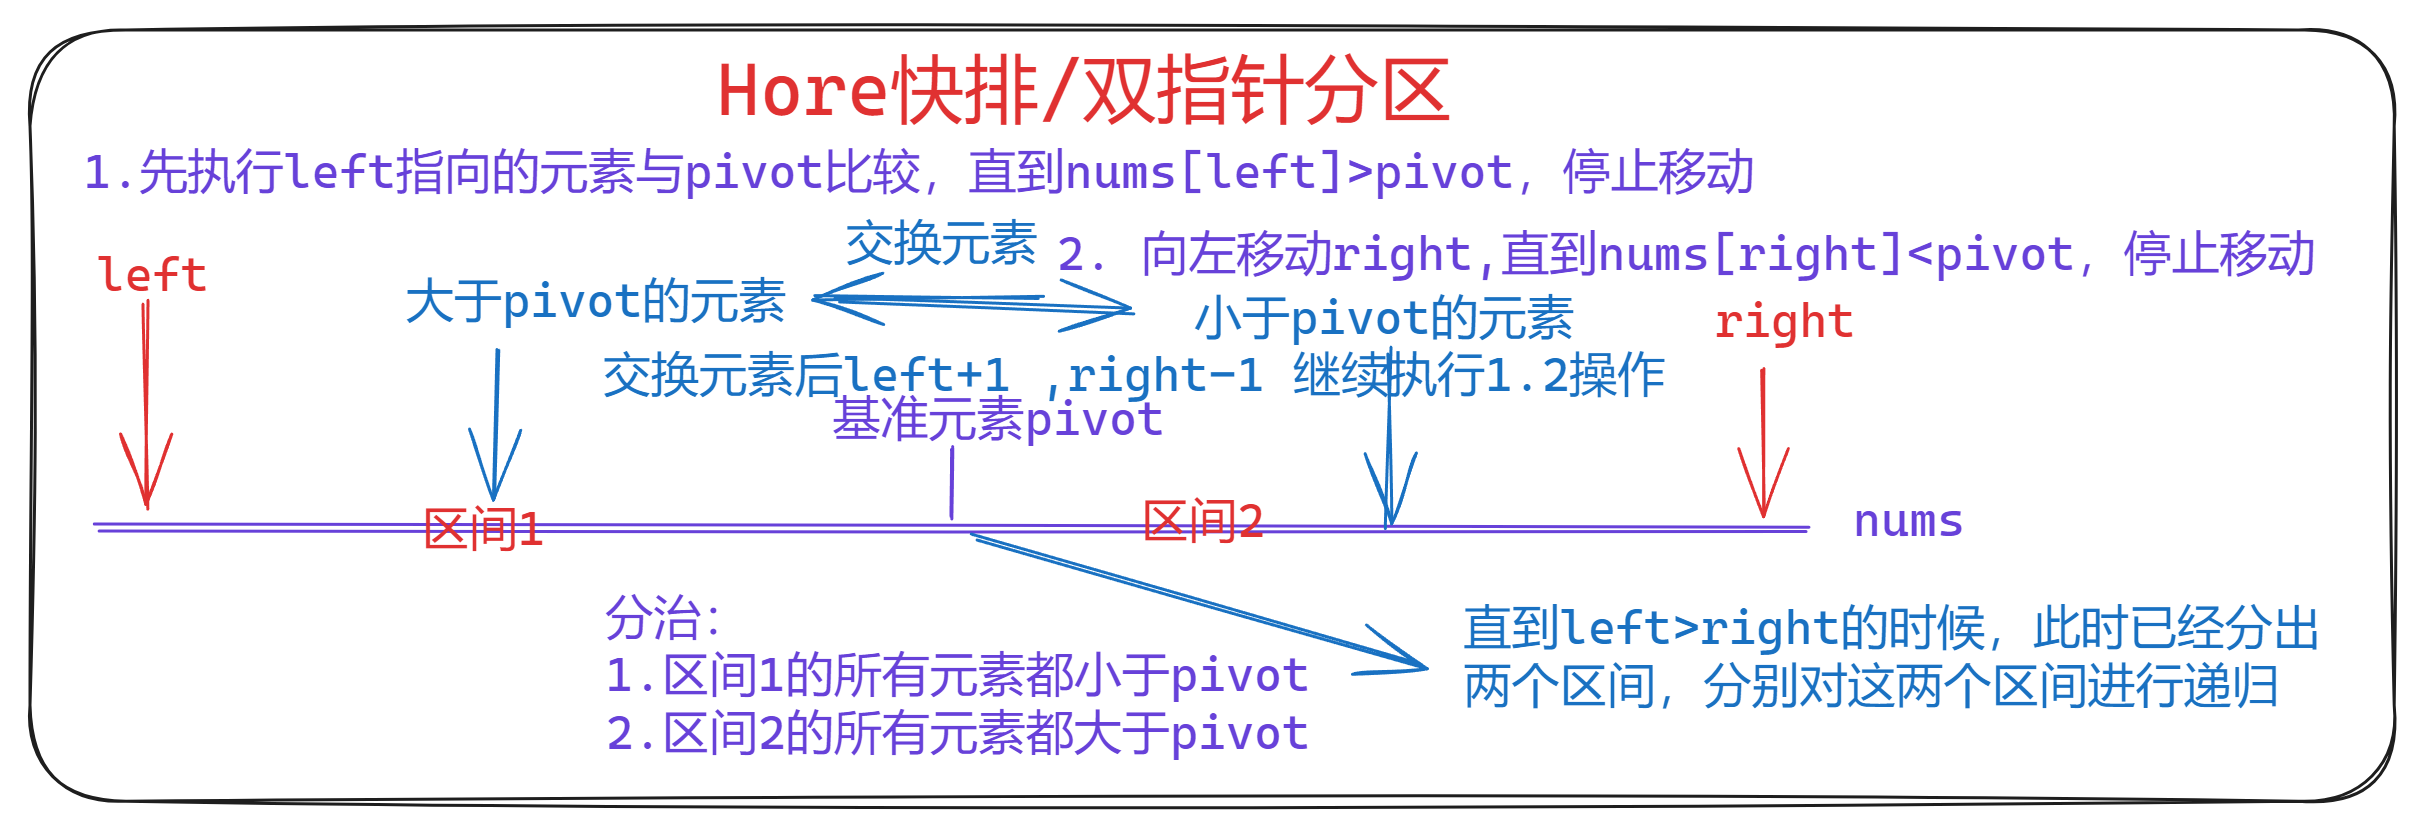 Hore快排/双指针分区
1.先执行left指向的元素与pivot比较，直到nums[left]>pivot，停止移动
交换元素
2. 向左移动right,直到nums[right]<pivot，停止移动
left
大于pivot的元素
小于pivot的元素
right
交换元素后left+1 ,right-1 继续执行1.2操作
基准元素pivot
区间1
区间2
nums
分治：
1.区间1的所有元素都小于pivot
2.区间2的所有元素都大于pivot
直到left>right的时候，此时已经分出
两个区间，分别对这两个区间进行递归